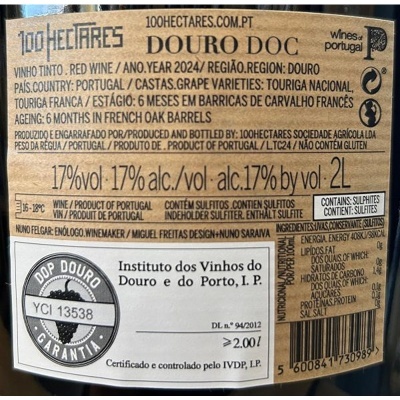 100HECTARES.COM.PT
100HECTARES
DOURO DOC
wines of
portugal
VINHO TINTO . RED WINE / ANO.YEAR 2024/ REGIÃO.REGION: DOURO
PAÍS.COUNTRY: PORTUGAL / CASTAS.GRAPE VARIETIES: TOURIGA NACIONAL,
TOURIGA FRANCA / ESTÁGIO: 6 MESES EM BARRICAS DE CARVALHO FRANCÊS
AGEING: 6 MONTHS IN FRENCH OAK BARRELS
PRODUZIDO E ENGARRAFADO POR/PRODUCED AND BOTTLED BY: 100HECTARES SOCIEDADE AGRÍCOLA LDA
PESO DA RÉGUA / PORTUGAL / PRODUTO DE . PRODUCT OF PORTUGAL / L.TC24 / NÃO CONTÉM GLUTEN
17%vol · 17% alc./vol · alc.17% by vol · 2L
16 - 18ºC
WINE / PRODUCT OF PORTUGAL
VIN / PRODUIT DE PORTUGAL
CONTÉM SULFITOS .CONTIEN SULFITES
INDEHOLDER SULFITER. ENTHÄLT SULFITE
CONTAINS: SULPHITES
CONTIENT: SULFITES
NUNO FELGAR: ENÓLOGO.WINEMAKER / MIGUEL FREITAS DESIGN+NUNO SARAIVA
DOP DOURO
YCI 13538
GARANTIA
Instituto dos Vinhos do
Douro e do Porto, I. P.
DL n.º 94/2012
⩾2.00l
Certificado e controlado pelo IVDP, I.P.
INGREDIENTES:UVAS,CONSERVANTE (SULFITOS)
ENERGIA. ENERGY 408KJ/98KCAL
LÍPIDOS.FAT
DOS QUAIS.OF WHICH:
SATURADOS
HIDRATOS DE CARBONO
DOS QUAIS.OF WHICH:
AÇUCARES
PROTEÍNAS.PROTEIN
SAL.SALT
5 600841 730989